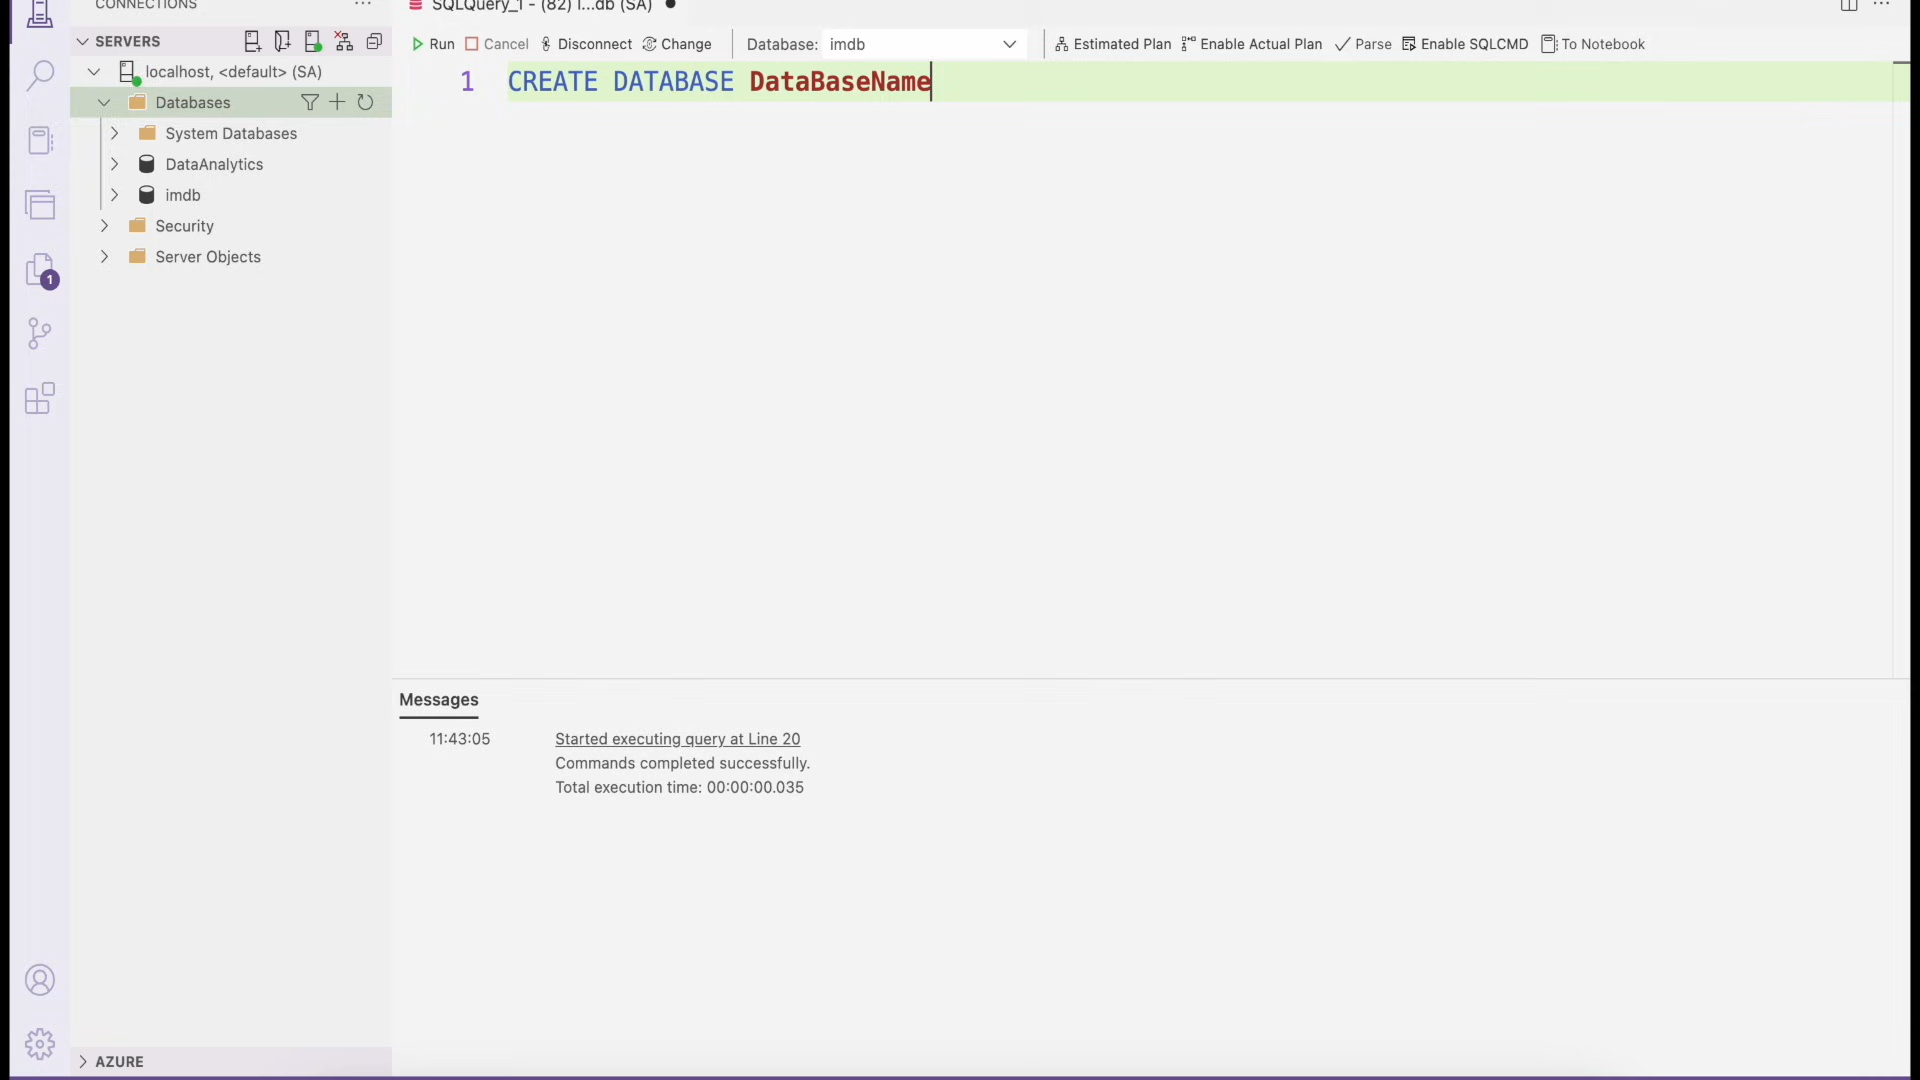 CONNECTIONS
SQLQuery_1 - (82) l...db (SA)
SERVERS
Run Cancel Disconnect Change Database: imdb Estimated Plan Enable Actual Plan Parse Enable SQLCMD To Notebook
localhost, <default> (SA)
1 CREATE DATABASE DataBaseName
Databases
System Databases
DataAnalytics
imdb
Security
Server Objects
1
Messages
11:43:05 Started executing query at Line 20
Commands completed successfully.
Total execution time: 00:00:00.035
AZURE